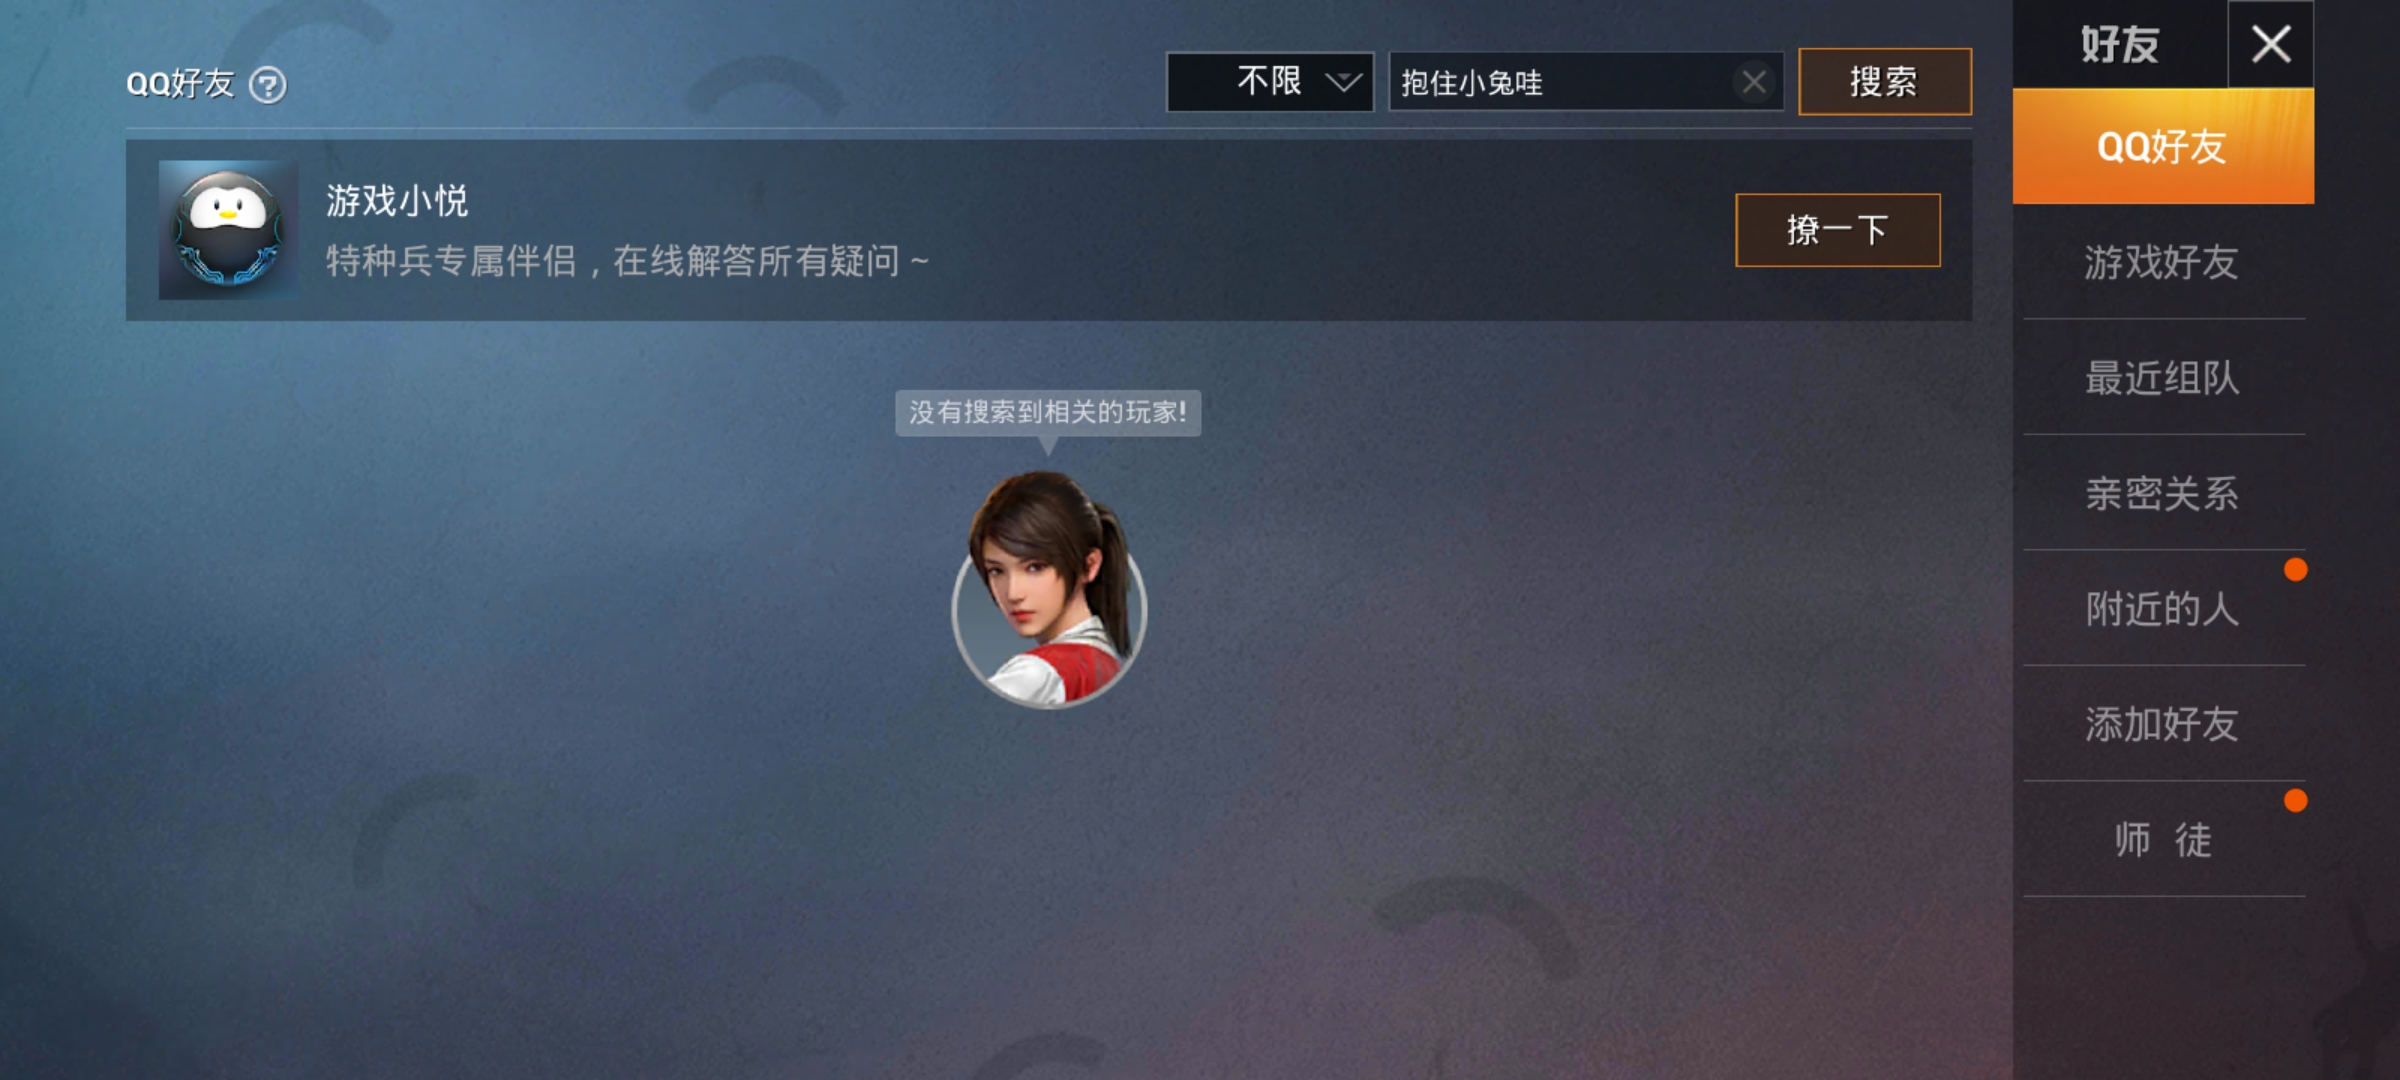 QQ好友 ?
不限
抱住小兔哇
搜索
游戏小悦
特种兵专属伴侣，在线解答所有疑问～
撩一下
没有搜索到相关的玩家!
好友
QQ好友
游戏好友
最近组队
亲密关系
附近的人
添加好友
师 徒